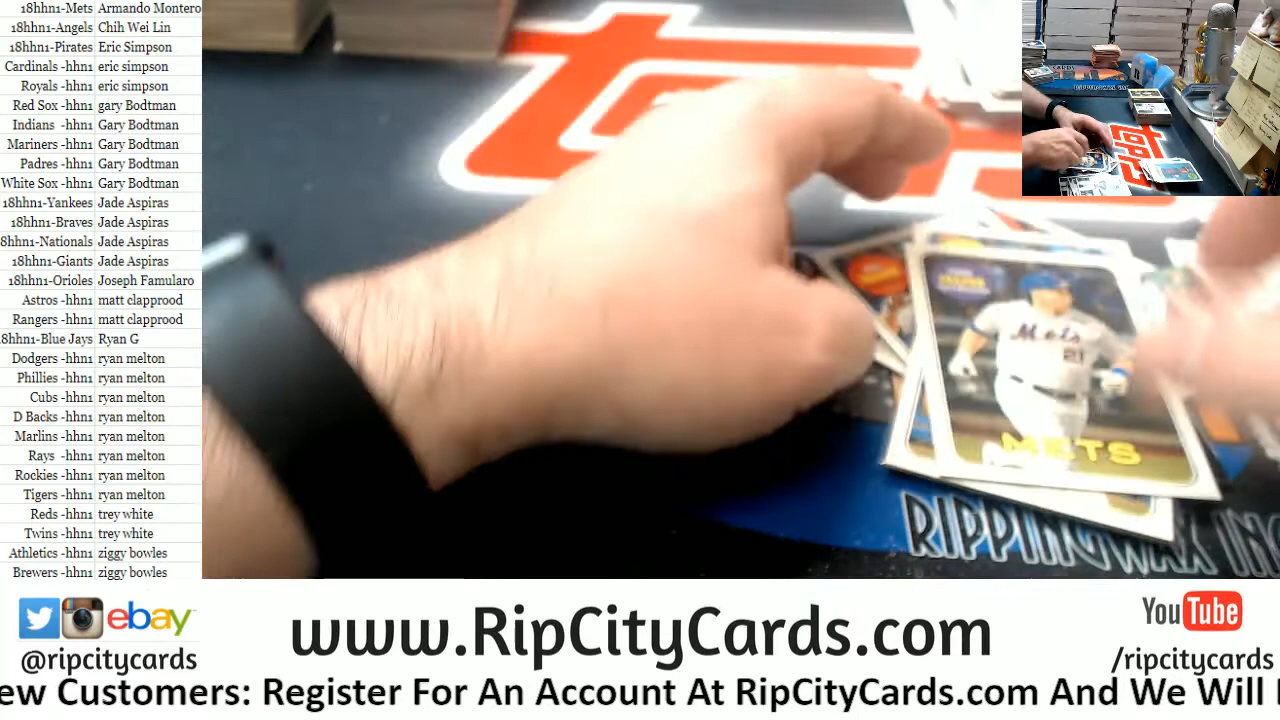 18hhn1-Mets Armando Montero
18hhn1-Angels Chih Wei Lin
18hhn1-Pirates Eric Simpson
Cardinals -hhn1 eric simpson
Royals -hhn1 eric simpson
Red Sox -hhn1 gary Bodtman
Indians -hhn1 Gary Bodtman
Mariners -hhn1 Gary Bodtman
Padres -hhn1 Gary Bodtman
White Sox -hhn1 Gary Bodtman
18hhn1-Yankees Jade Aspiras
18hhn1-Braves Jade Aspiras
8hhn1-Nationals Jade Aspiras
18hhn1-Giants Jade Aspiras
18hhn1-Orioles Joseph Famularo
Astros -hhn1 matt clapprood
Rangers -hhn1 matt clapprood
8hhn1-Blue Jays Ryan G
Dodgers -hhn1 ryan melton
Phillies -hhn1 ryan melton
Cubs -hhn1 ryan melton
D Backs -hhn1 ryan melton
Marlins -hhn1 ryan melton
Rays -hhn1 ryan melton
Rockies -hhn1 ryan melton
Tigers -hhn1 ryan melton
Reds -hhn1 trey white
Twins -hhn1 trey white
Athletics -hhn1 ziggy bowles
Brewers -hhn1 ziggy bowles
topps
Mets
21
METS
RIPPINGWAX INC
ebay
@ripcitycards
www.RipCityCards.com
YouTube
/ripcitycards
ew Customers: Register For An Account At RipCityCards.com And We Will